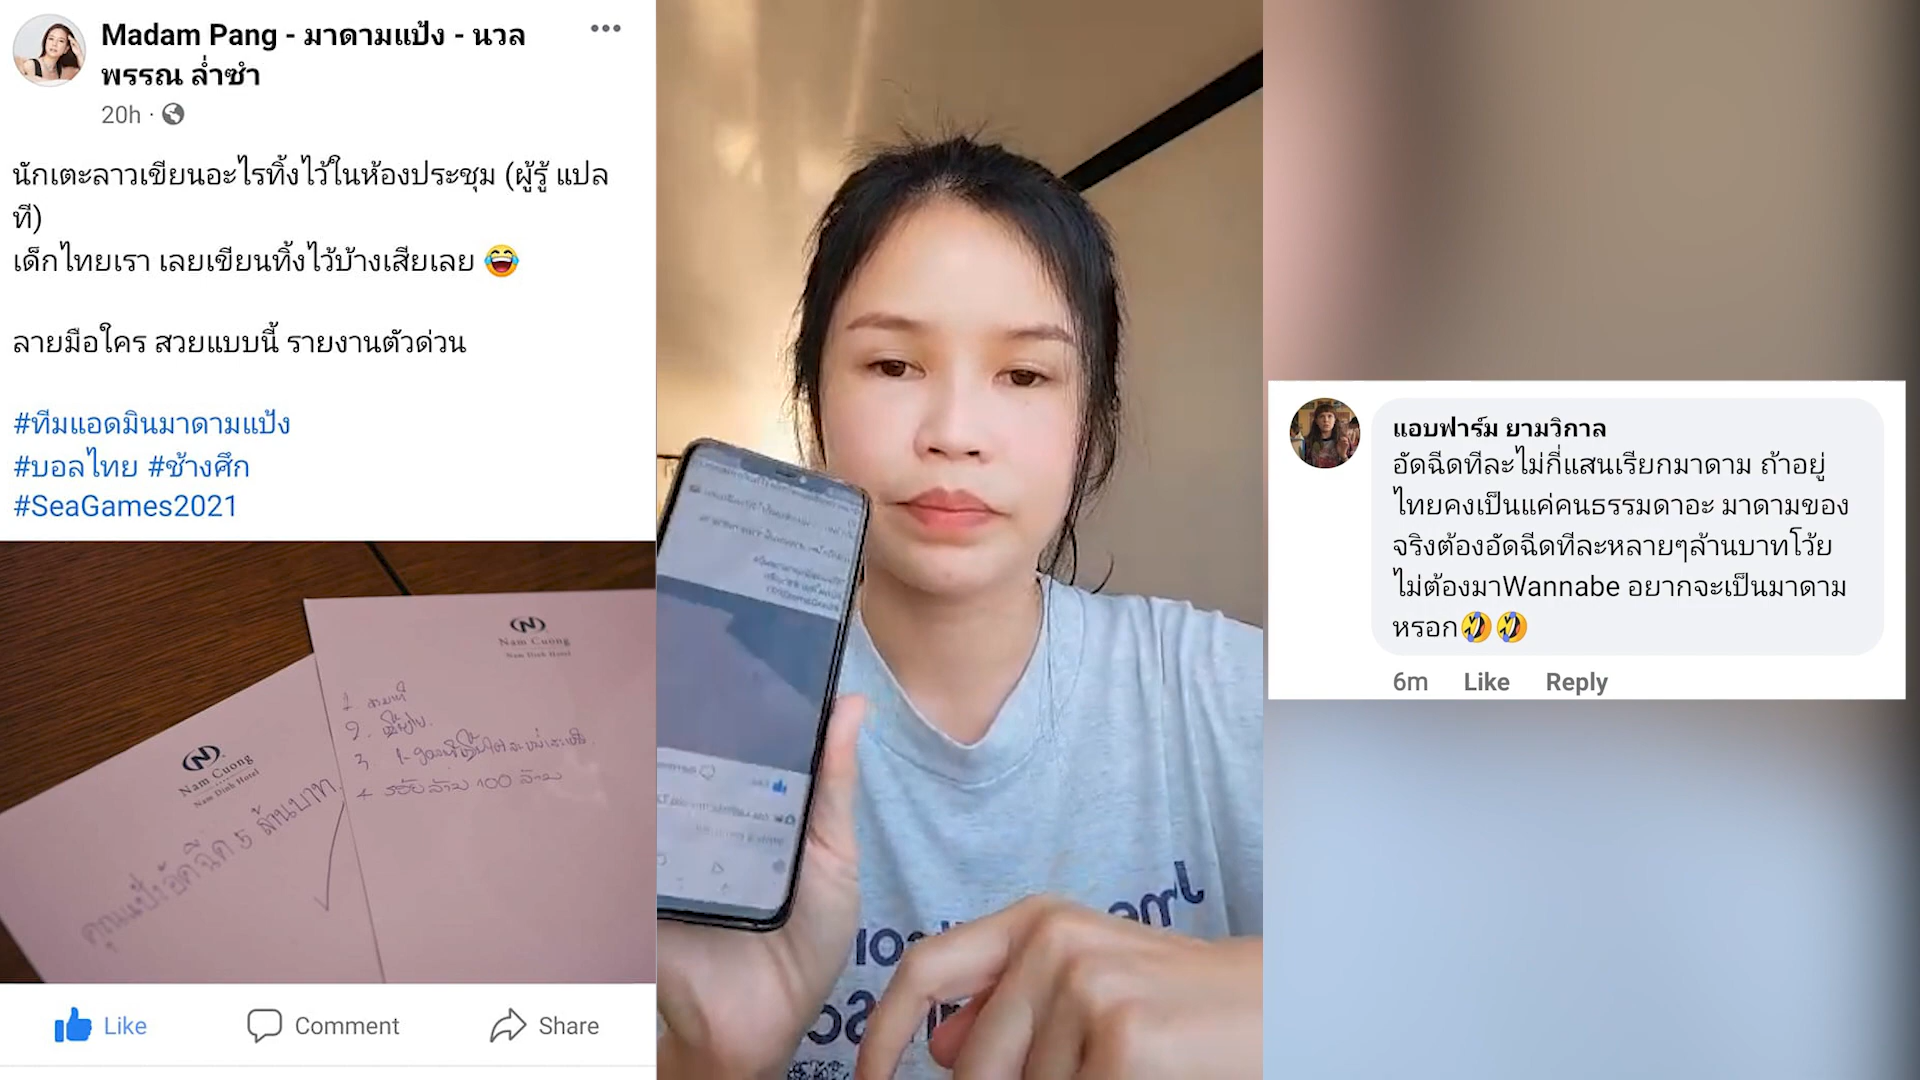 Madam Pang - มาดามแป้ง - นวล
พรรณ ล่ำซำ
20h ·
นักเตะลาวเขียนอะไรทิ้งไว้ในห้องประชุม (ผู้รู้ แปล
ที)
เด็กไทยเรา เลยเขียนทิ้งไว้บ้างเสียเลย 😂
ลายมือใคร สวยแบบนี้ รายงานตัวด่วน
#ทีมแอดมินมาดามแป้ง
#บอลไทย #ช้างศึก
#SeaGames2021
Nam Cuong
Nam Dinh Hotel
คุณแป้งอัดฉีด 5 ล้านบาท
Nam Cuong
Nam Dinh Hotel
100 ล้าน
Like
Comment
Share
แอบฟาร์ม ยามวิกาล
อัดฉีดทีละไม่กี่แสนเรียกมาดาม ถ้าอยู่
ไทยคงเป็นแค่คนธรรมดาอะ มาดามของ
จริงต้องอัดฉีดทีละหลายๆล้านบาทโว้ย
ไม่ต้องมาWannabe อยากจะเป็นมาดาม
หรอก🤣🤣
6m Like Reply